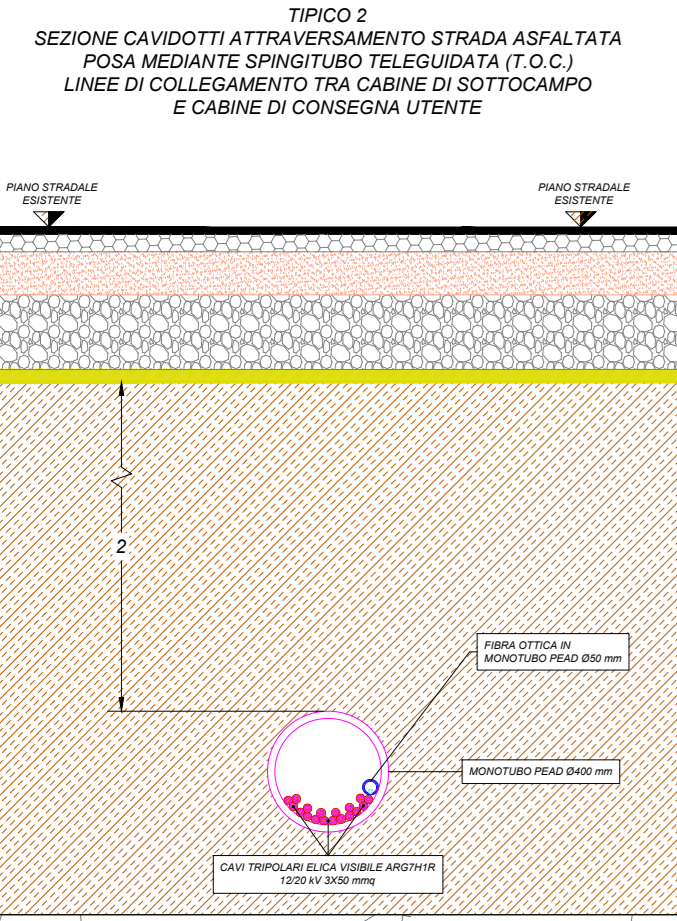 TIPICO 2
SEZIONE CAVIDOTTI ATTRAVERSAMENTO STRADA ASFALTATA
POSA MEDIANTE SPINGITUBO TELEGUIDATA (T.O.C.)
LINEE DI COLLEGAMENTO TRA CABINE DI SOTTOCAMPO
E CABINE DI CONSEGNA UTENTE
PIANO STRADALE
ESISTENTE
PIANO STRADALE
ESISTENTE
2
FIBRA OTTICA IN
MONOTUBO PEAD Ø50 mm
MONOTUBO PEAD Ø400 mm
CAVI TRIPOLARI ELICA VISIBILE ARG7H1R
12/20 kV 3X50 mmq